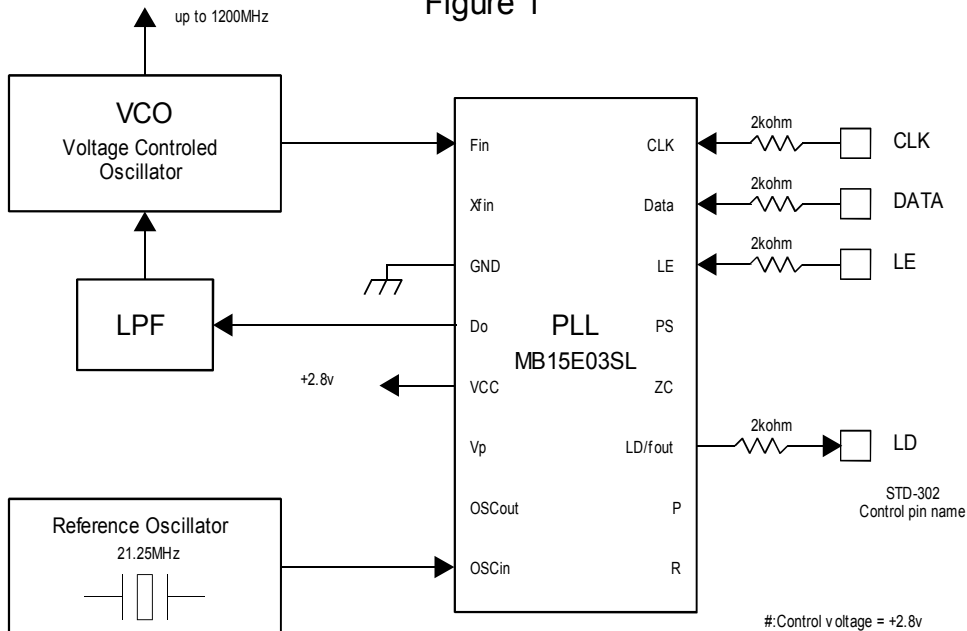 Figure 1
up to 1200MHz
VCO
Voltage Controled
Oscillator
LPF
+2.8v
Reference Oscillator
21.25MHz
Fin
Xfin
GND
Do
VCC
Vp
OSCout
OSCin
PLL
MB15E03SL
CLK
Data
LE
PS
ZC
LD/fout
P
R
2kohm
CLK
2kohm
DATA
2kohm
LE
2kohm
LD
STD-302
Control pin name
#:Control voltage = +2.8v